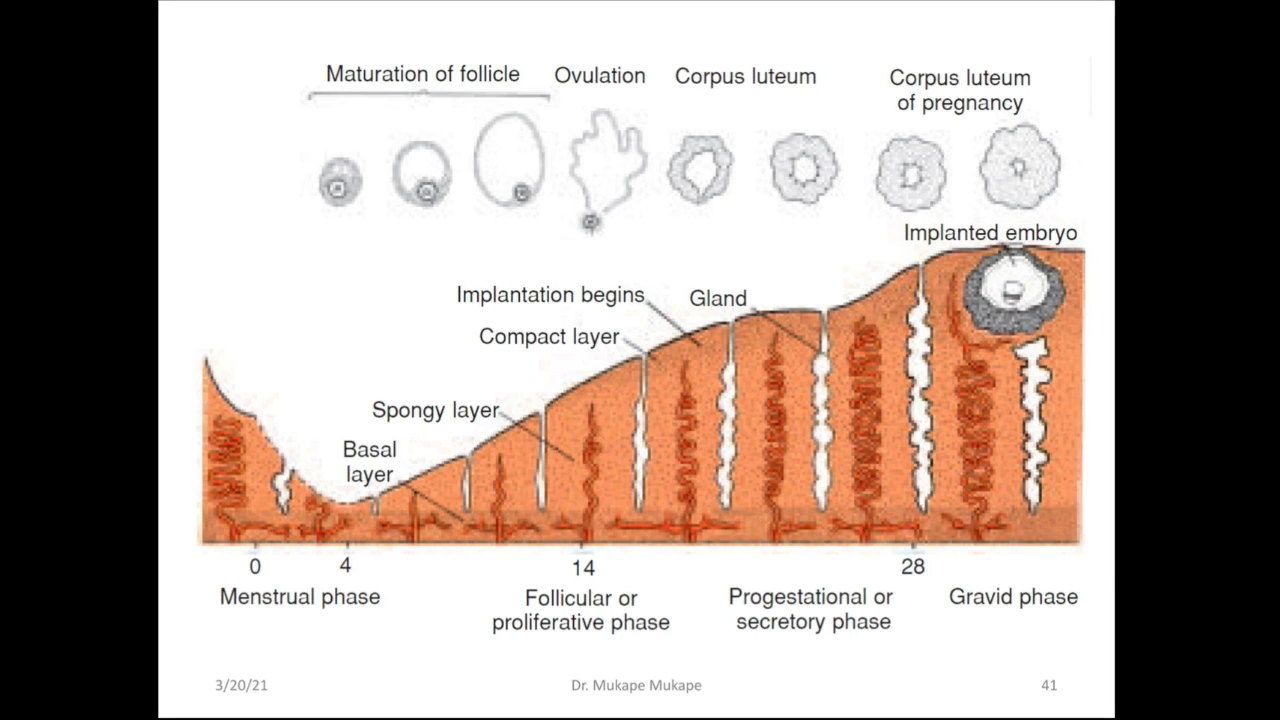 Maturation of follicle
Ovulation
Corpus luteum
Corpus luteum
of pregnancy
Implanted embryo
Implantation begins
Gland
Compact layer
Spongy layer
Basal
layer
0
4
14
28
Menstrual phase
Follicular or
proliferative phase
Progestational or
secretory phase
Gravid phase
3/20/21
Dr. Mukape Mukape
41